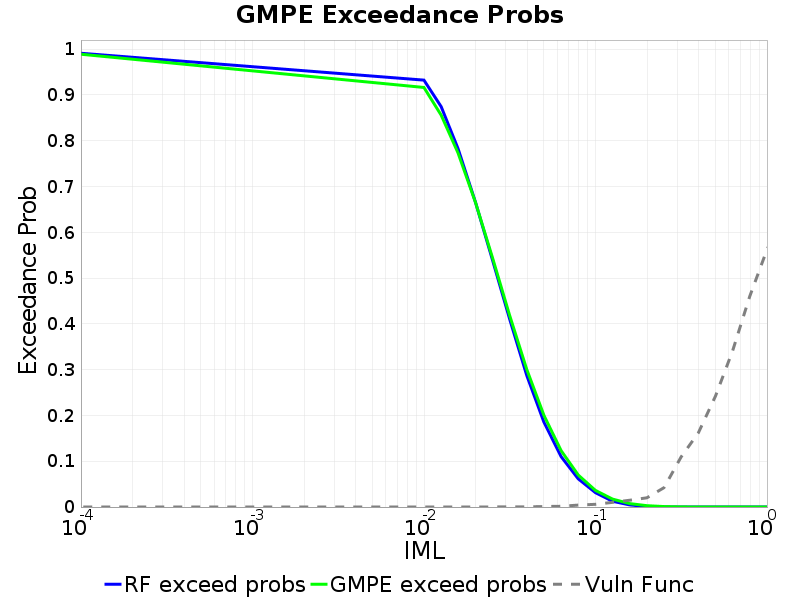 GMPE Exceedance Probs
1
0.9
0.8
0.7
0.6
0.5
0.4
0.3
0.2
0.1
0
Exceedance Prob
10^-4 10^-3 10^-2 10^-1 10^0
IML
RF exceed probs GMPE exceed probs Vuln Func